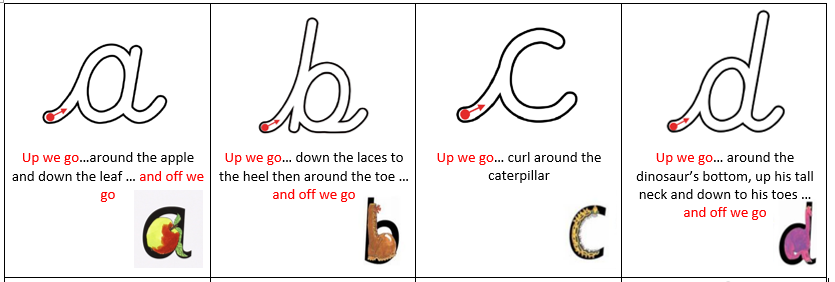 a
Up we go...around the apple
and down the leaf ... and off we
go
a
b
Up we go... down the laces to
the heel then around the toe ...
and off we go
b
c
Up we go... curl around the
caterpillar
c
d
Up we go... around the
dinosaur's bottom, up his tall
neck and down to his toes ...
and off we go
d